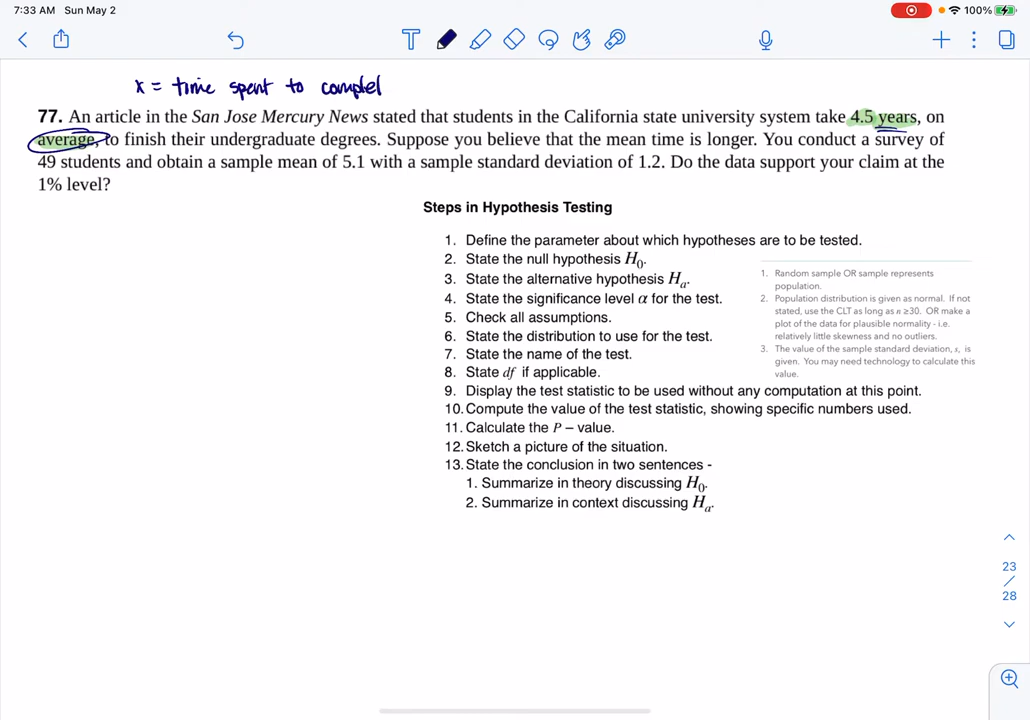 7:33 AM Sun May 2
100%
x = time spent to complet
77. An article in the San Jose Mercury News stated that students in the California state university system take 4.5 years, on
average, to finish their undergraduate degrees. Suppose you believe that the mean time is longer. You conduct a survey of
49 students and obtain a sample mean of 5.1 with a sample standard deviation of 1.2. Do the data support your claim at the
1% level?
Steps in Hypothesis Testing
1. Define the parameter about which hypotheses are to be tested.
2. State the null hypothesis H₀.
3. State the alternative hypothesis Hₐ.
4. State the significance level α for the test.
5. Check all assumptions.
6. State the distribution to use for the test.
7. State the name of the test.
8. State df if applicable.
9. Display the test statistic to be used without any computation at this point.
10. Compute the value of the test statistic, showing specific numbers used.
11. Calculate the P – value.
12. Sketch a picture of the situation.
13. State the conclusion in two sentences -
1. Summarize in theory discussing H₀.
2. Summarize in context discussing Hₐ.
1. Random sample OR sample represents
population.
2. Population distribution is given as normal. If not
stated, use the CLT as long as n ≥30. OR make a
plot of the data for plausible normality - i.e.
relatively little skewness and no outliers.
3. The value of the sample standard deviation, s, is
given. You may need technology to calculate this
value.
23
/
28